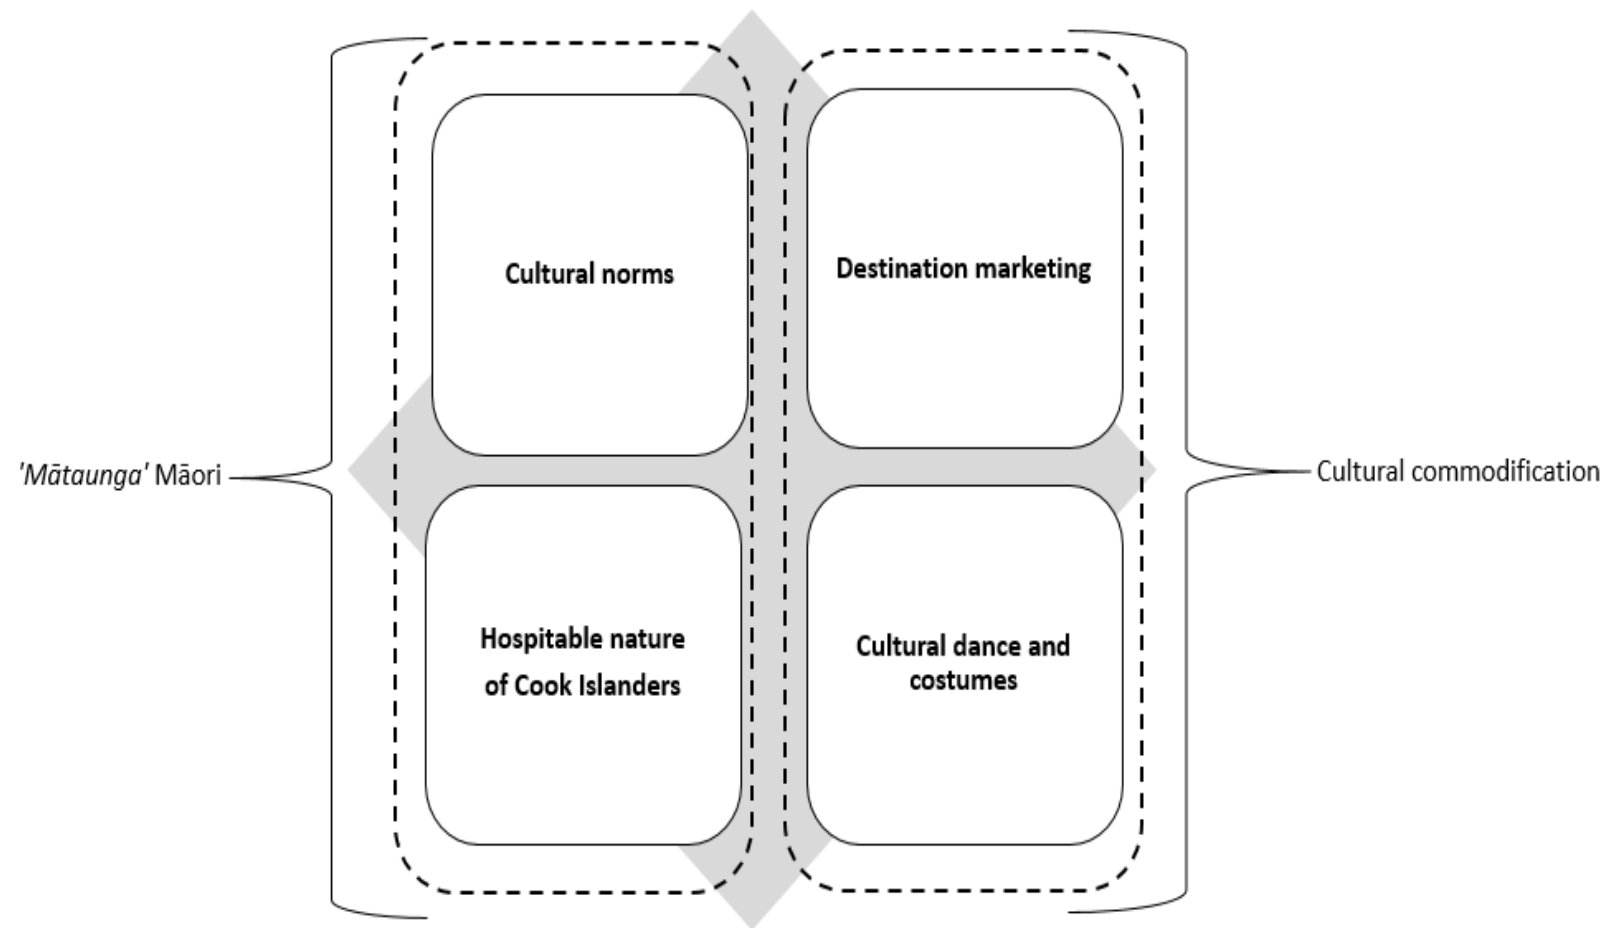 Cultural norms
Destination marketing
'Mātaunga' Māori
Cultural commodification
Hospitable nature
of Cook Islanders
Cultural dance and
costumes